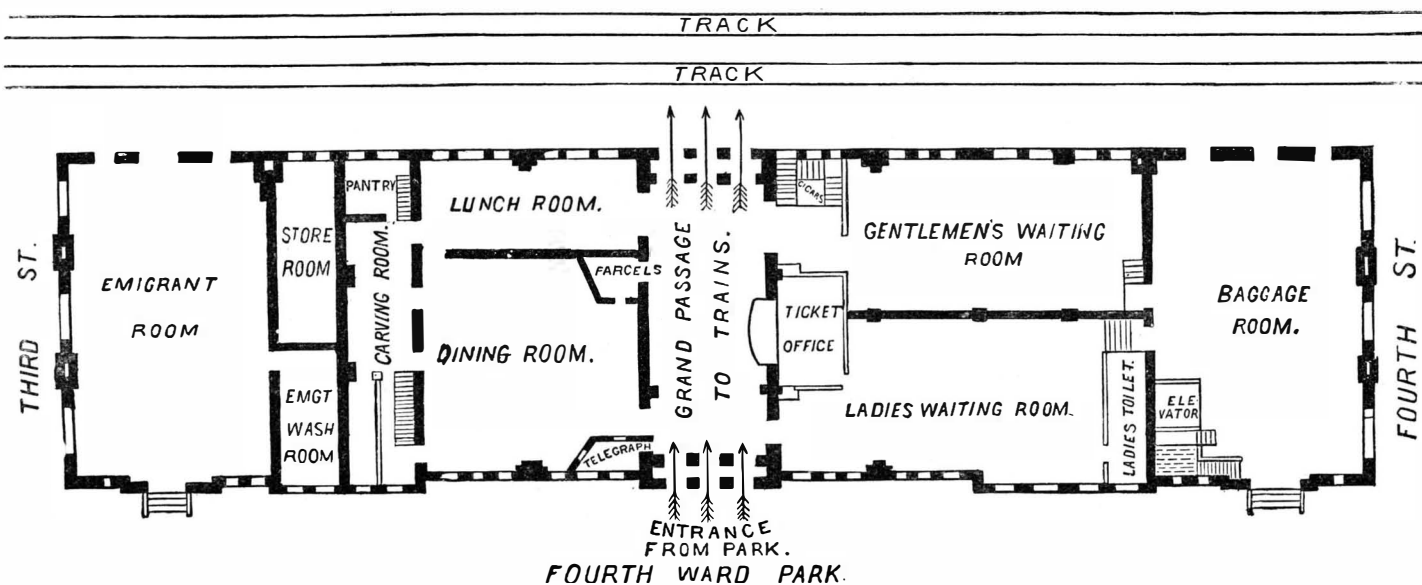 TRACK
TRACK
THIRD ST.
EMIGRANT
ROOM
STORE
ROOM
EMGT
WASH
ROOM
PANTRY
CARVING ROOM.
LUNCH ROOM.
PARCELS
DINING ROOM.
TELEGRAPH
GRAND PASSAGE
TO TRAINS.
CIGARS
GENTLEMEN'S WAITING
ROOM
TICKET
OFFICE
LADIES WAITING ROOM.
LADIES TOILET.
BAGGAGE
ROOM.
ELE-
VATOR
FOURTH ST.
ENTRANCE
FROM PARK.
FOURTH WARD PARK.